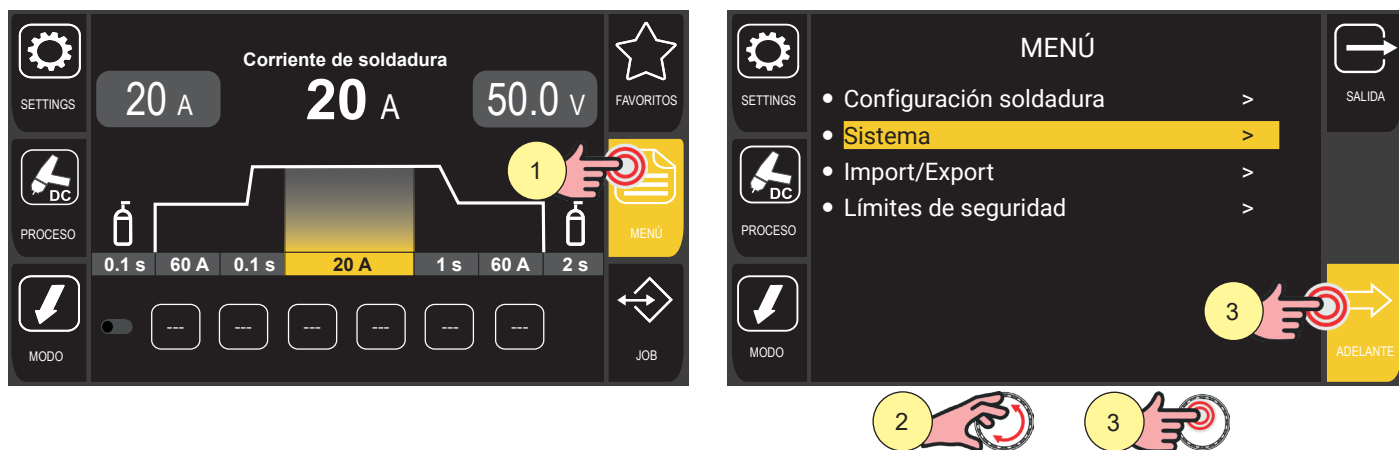 SETTINGS
Corriente de soldadura
20 A
20 A
50.0 V
FAVORITOS
1
DC
PROCESO
MENÚ
0.1 s 60 A 0.1 s 20 A 1 s 60 A 2 s
--- --- --- --- --- ---
MODO
JOB
MENÚ
SETTINGS
SALIDA
• Configuración soldadura >
• Sistema >
• Import/Export >
• Límites de seguridad >
DC
PROCESO
3
MODO
ADELANTE
2
3